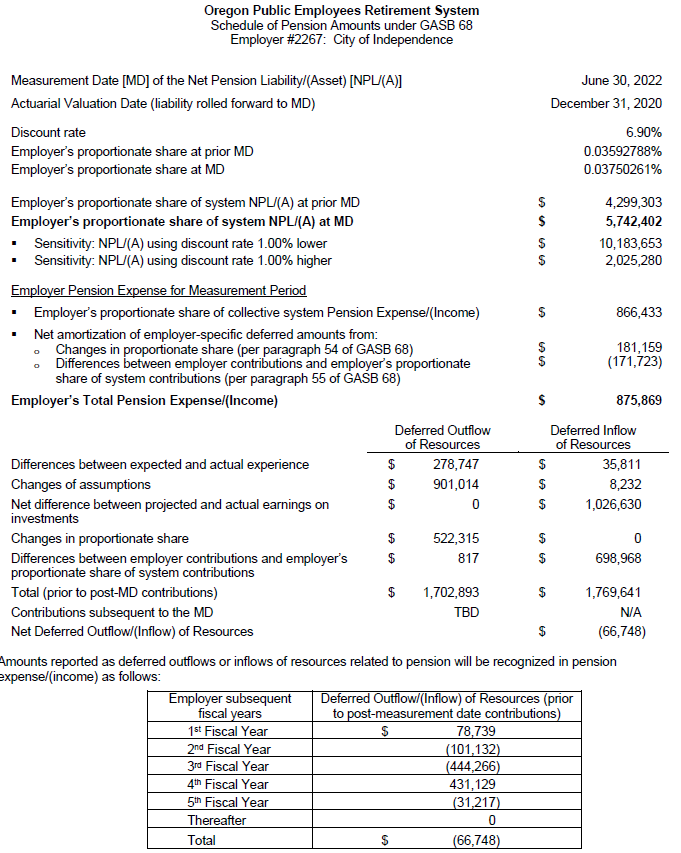 Oregon Public Employees Retirement System
Schedule of Pension Amounts under GASB 68
Employer #2267: City of Independence
Measurement Date [MD] of the Net Pension Liability/(Asset) [NPL/(A)] June 30, 2022
Actuarial Valuation Date (liability rolled forward to MD) December 31, 2020
Discount rate 6.90%
Employer's proportionate share at prior MD 0.03592788%
Employer's proportionate share at MD 0.03750261%
Employer's proportionate share of system NPL/(A) at prior MD $ 4,299,303
Employer's proportionate share of system NPL/(A) at MD $ 5,742,402
▪ Sensitivity: NPL/(A) using discount rate 1.00% lower $ 10,183,653
▪ Sensitivity: NPL/(A) using discount rate 1.00% higher $ 2,025,280
Employer Pension Expense for Measurement Period
▪ Employer's proportionate share of collective system Pension Expense/(Income) $ 866,433
▪ Net amortization of employer-specific deferred amounts from:
o Changes in proportionate share (per paragraph 54 of GASB 68) $ 181,159
o Differences between employer contributions and employer's proportionate $ (171,723)
share of system contributions (per paragraph 55 of GASB 68)
Employer's Total Pension Expense/(Income) $ 875,869
Deferred Outflow Deferred Inflow
of Resources of Resources
Differences between expected and actual experience $ 278,747 $ 35,811
Changes of assumptions $ 901,014 $ 8,232
Net difference between projected and actual earnings on $ 0 $ 1,026,630
investments
Changes in proportionate share $ 522,315 $ 0
Differences between employer contributions and employer's $ 817 $ 698,968
proportionate share of system contributions
Total (prior to post-MD contributions) $ 1,702,893 $ 1,769,641
Contributions subsequent to the MD TBD N/A
Net Deferred Outflow/(Inflow) of Resources $ (66,748)
Amounts reported as deferred outflows or inflows of resources related to pension will be recognized in pension
expense/(income) as follows:
Employer subsequent Deferred Outflow/(Inflow) of Resources (prior
fiscal years to post-measurement date contributions)
1st Fiscal Year $ 78,739
2nd Fiscal Year (101,132)
3rd Fiscal Year (444,266)
4th Fiscal Year 431,129
5th Fiscal Year (31,217)
Thereafter 0
Total $ (66,748)